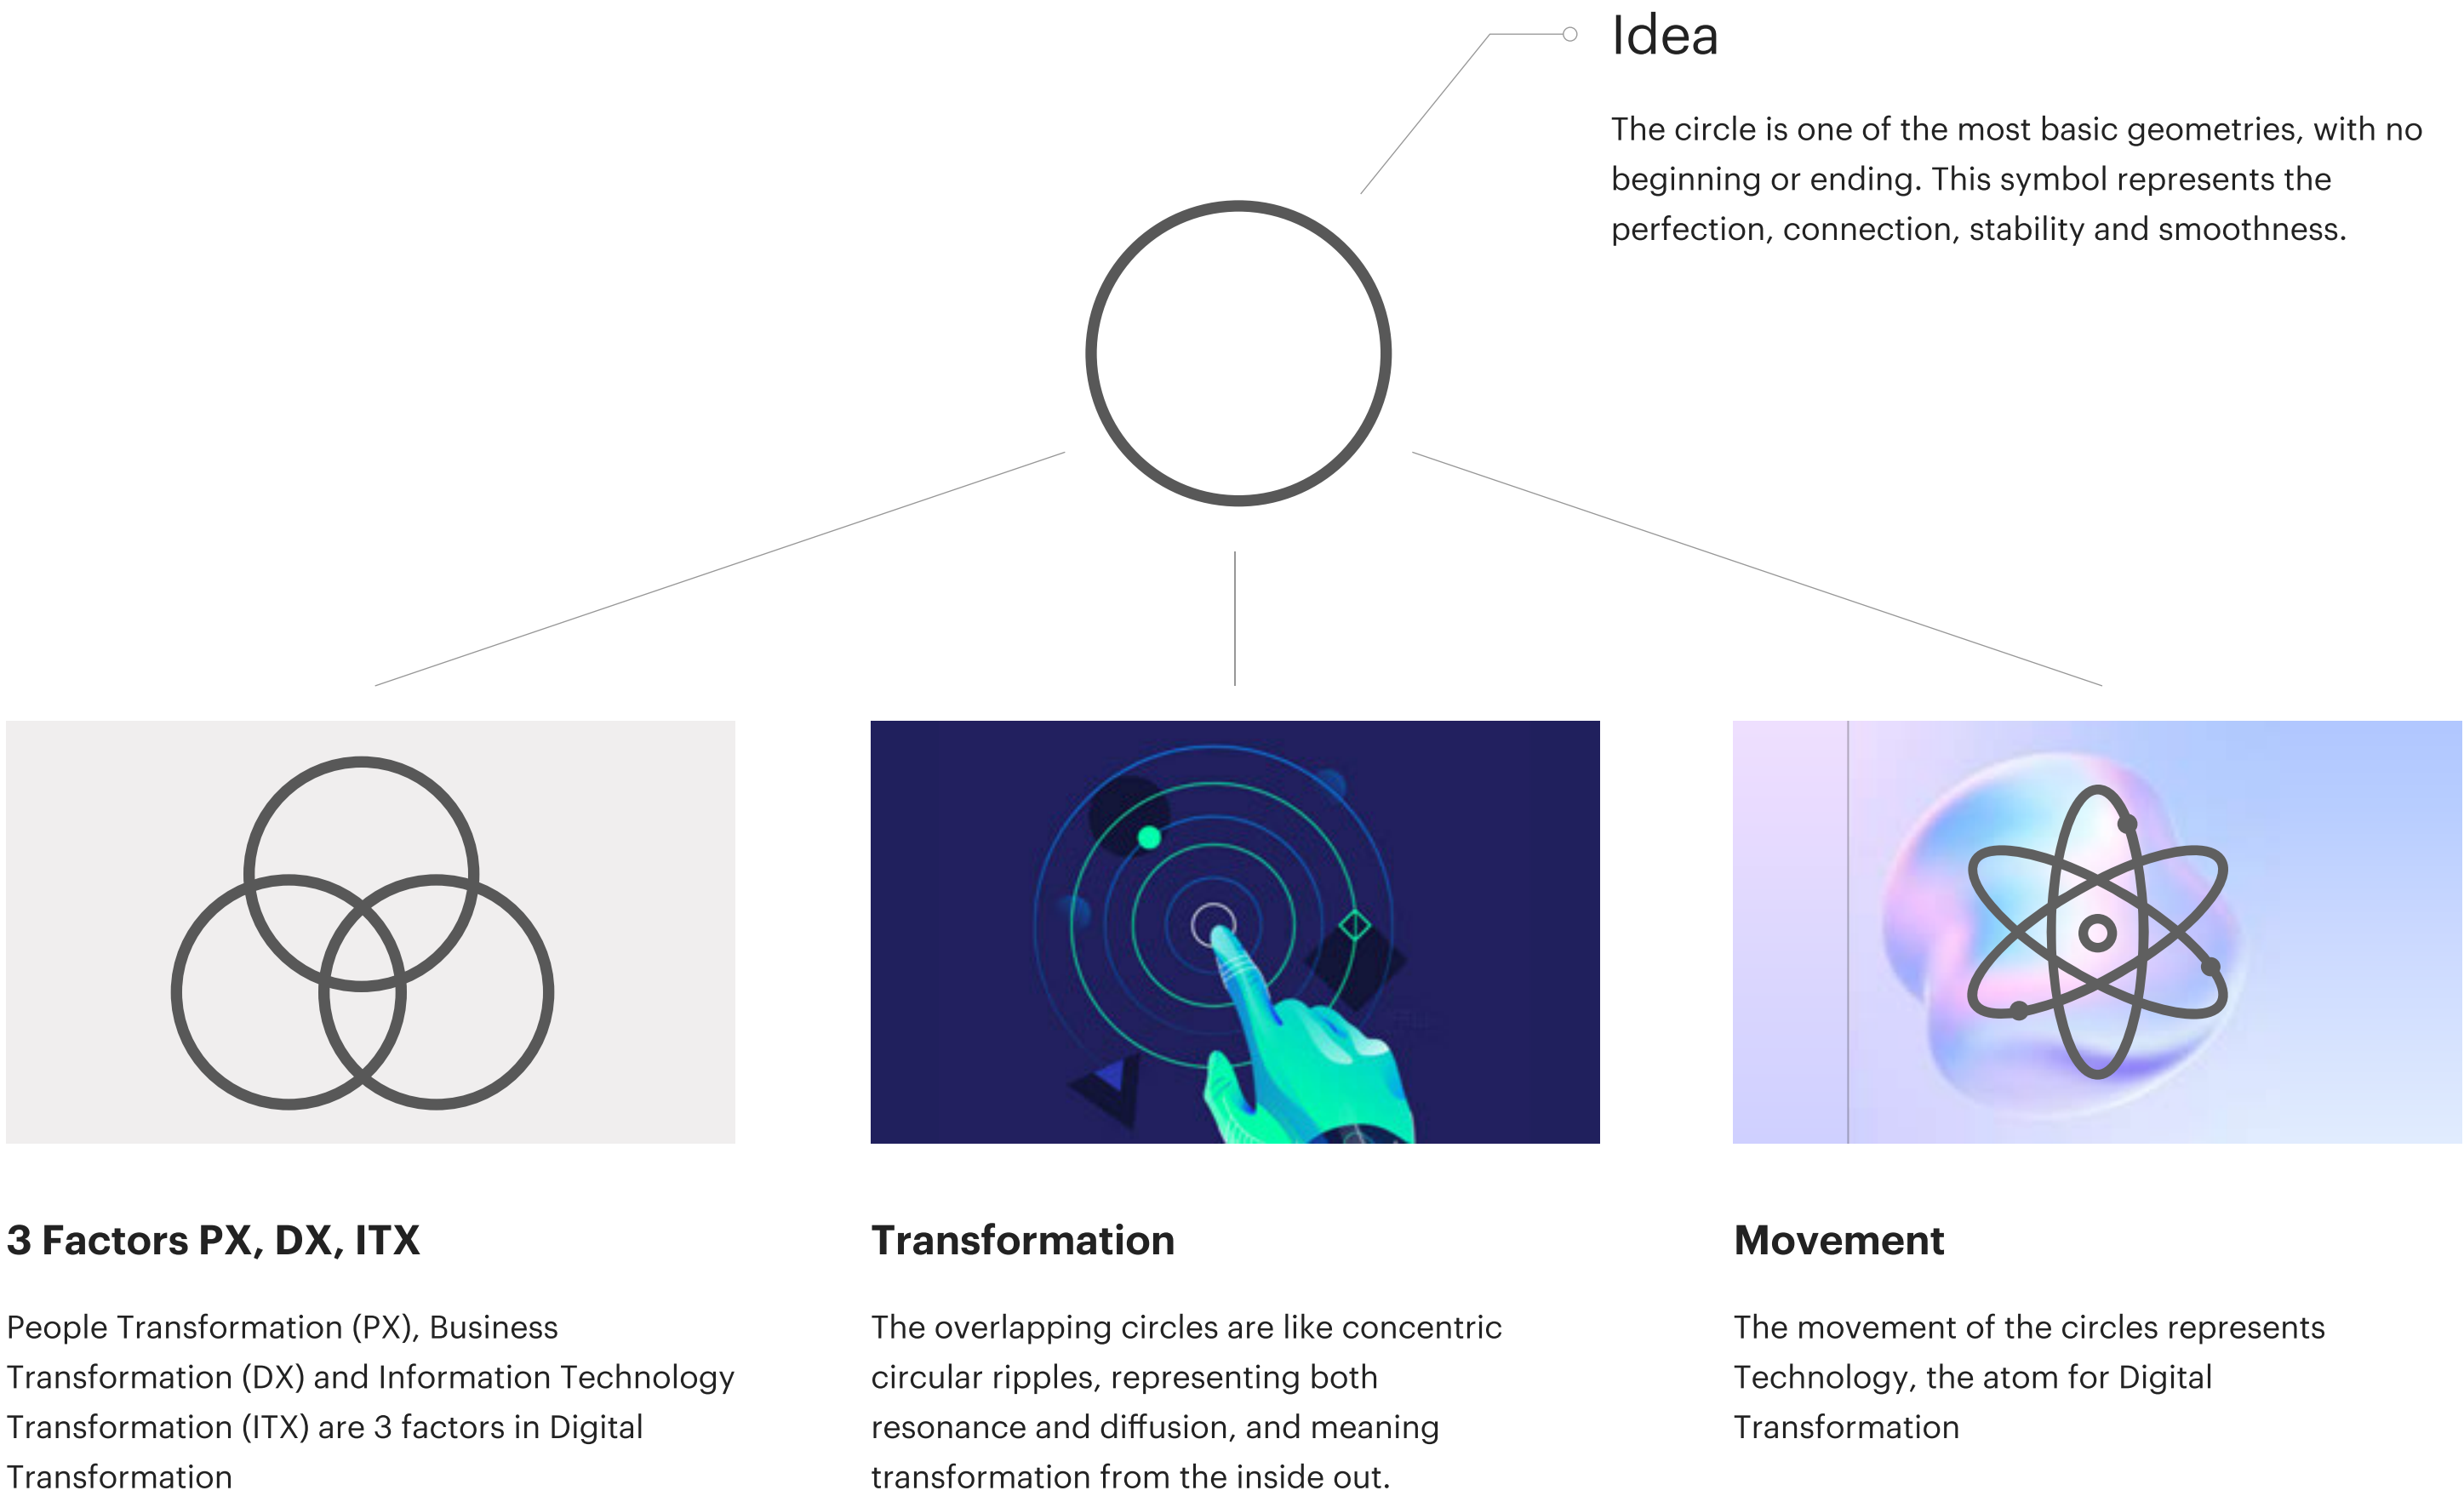 Idea
The circle is one of the most basic geometries, with no
beginning or ending. This symbol represents the
perfection, connection, stability and smoothness.
3 Factors PX, DX, ITX
People Transformation (PX), Business
Transformation (DX) and Information Technology
Transformation (ITX) are 3 factors in Digital
Transformation
Transformation
The overlapping circles are like concentric
circular ripples, representing both
resonance and diffusion, and meaning
transformation from the inside out.
Movement
The movement of the circles represents
Technology, the atom for Digital
Transformation